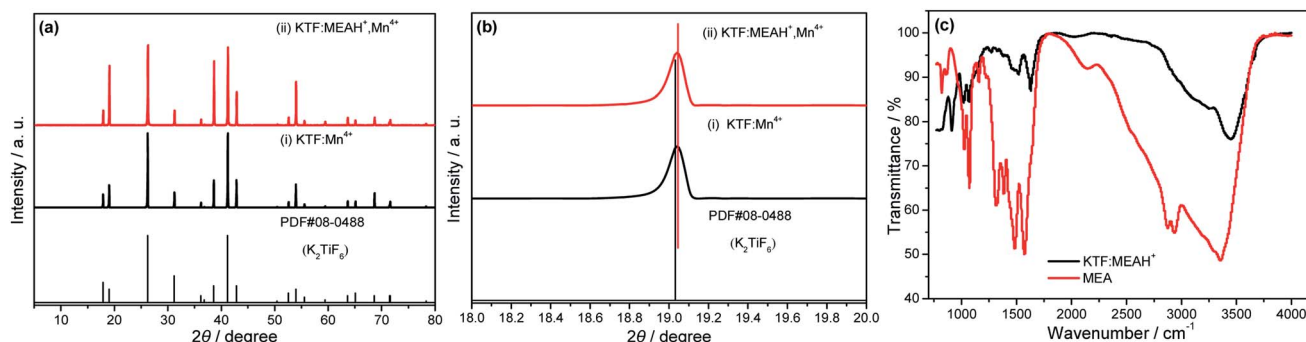 (a)
(ii) KTF:MEAH⁺,Mn⁴⁺
(i) KTF:Mn⁴⁺
PDF#08-0488
(K₂TiF₆)
Intensity / a. u.
10 20 30 40 50 60 70 80
2θ / degree
(b)
(ii) KTF:MEAH⁺,Mn⁴⁺
(i) KTF:Mn⁴⁺
PDF#08-0488
(K₂TiF₆)
Intensity / a. u.
18.0 18.2 18.4 18.6 18.8 19.0 19.2 19.4 19.6 19.8 20.0
2θ / degree
(c)
100
90
80
70
60
50
40
Transmittance / %
KTF:MEAH⁺
MEA
1000 1500 2000 2500 3000 3500 4000
Wavenumber / cm⁻¹